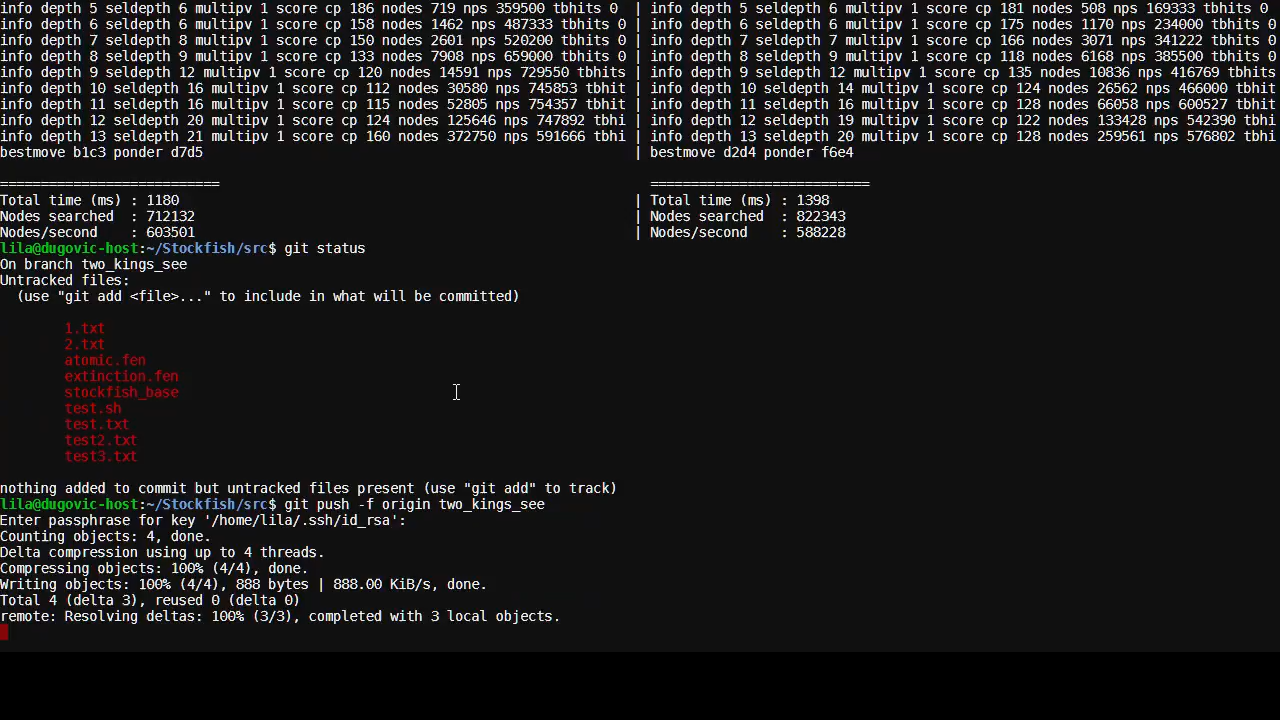 info depth 5 seldepth 6 multipv 1 score cp 186 nodes 719 nps 359500 tbhits 0  | info depth 5 seldepth 6 multipv 1 score cp 181 nodes 508 nps 169333 tbhits 0
info depth 6 seldepth 6 multipv 1 score cp 158 nodes 1462 nps 487333 tbhits 0 | info depth 6 seldepth 6 multipv 1 score cp 175 nodes 1170 nps 234000 tbhits 0
info depth 7 seldepth 8 multipv 1 score cp 150 nodes 2601 nps 520200 tbhits 0 | info depth 7 seldepth 7 multipv 1 score cp 166 nodes 3071 nps 341222 tbhits 0
info depth 8 seldepth 9 multipv 1 score cp 133 nodes 7908 nps 659000 tbhits 0 | info depth 8 seldepth 9 multipv 1 score cp 118 nodes 6168 nps 385500 tbhits 0
info depth 9 seldepth 12 multipv 1 score cp 120 nodes 14591 nps 729550 tbhits | info depth 9 seldepth 12 multipv 1 score cp 135 nodes 10836 nps 416769 tbhits
info depth 10 seldepth 16 multipv 1 score cp 112 nodes 30580 nps 745853 tbhit | info depth 10 seldepth 14 multipv 1 score cp 124 nodes 26562 nps 466000 tbhit
info depth 11 seldepth 16 multipv 1 score cp 115 nodes 52805 nps 754357 tbhit | info depth 11 seldepth 16 multipv 1 score cp 128 nodes 66058 nps 600527 tbhit
info depth 12 seldepth 20 multipv 1 score cp 124 nodes 125646 nps 747892 tbhi | info depth 12 seldepth 19 multipv 1 score cp 122 nodes 133428 nps 542390 tbhi
info depth 13 seldepth 21 multipv 1 score cp 160 nodes 372750 nps 591666 tbhi | info depth 13 seldepth 20 multipv 1 score cp 128 nodes 259561 nps 576802 tbhi
bestmove b1c3 ponder d7d5 | bestmove d2d4 ponder f6e4
=========================== ===========================
Total time (ms) : 1180 | Total time (ms) : 1398
Nodes searched  : 712132 | Nodes searched  : 822343
Nodes/second    : 603501 | Nodes/second    : 588228
lila@dugovic-host:~/Stockfish/src$ git status
On branch two_kings_see
Untracked files:
  (use "git add <file>..." to include in what will be committed)
1.txt
2.txt
atomic.fen
extinction.fen
stockfish_base
test.sh
test.txt
test2.txt
test3.txt
nothing added to commit but untracked files present (use "git add" to track)
lila@dugovic-host:~/Stockfish/src$ git push -f origin two_kings_see
Enter passphrase for key '/home/lila/.ssh/id_rsa':
Counting objects: 4, done.
Delta compression using up to 4 threads.
Compressing objects: 100% (4/4), done.
Writing objects: 100% (4/4), 888 bytes | 888.00 KiB/s, done.
Total 4 (delta 3), reused 0 (delta 0)
remote: Resolving deltas: 100% (3/3), completed with 3 local objects.